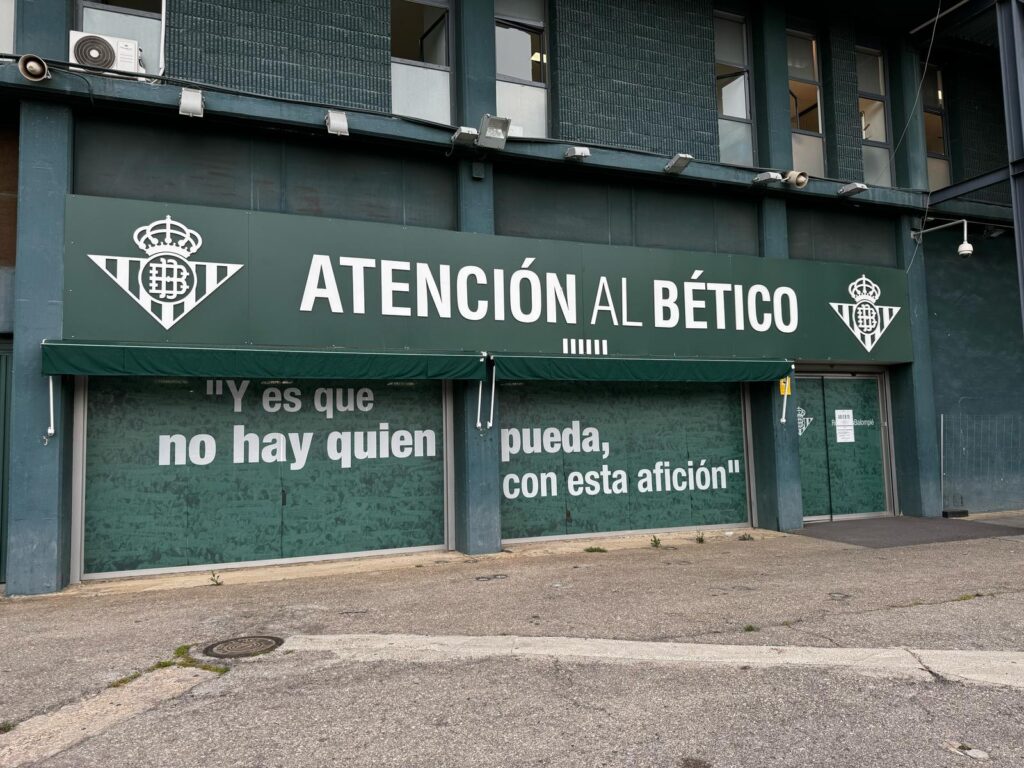 ATENCIÓN AL BÉTICO
"Y es que
no hay quien
pueda,
con esta afición"